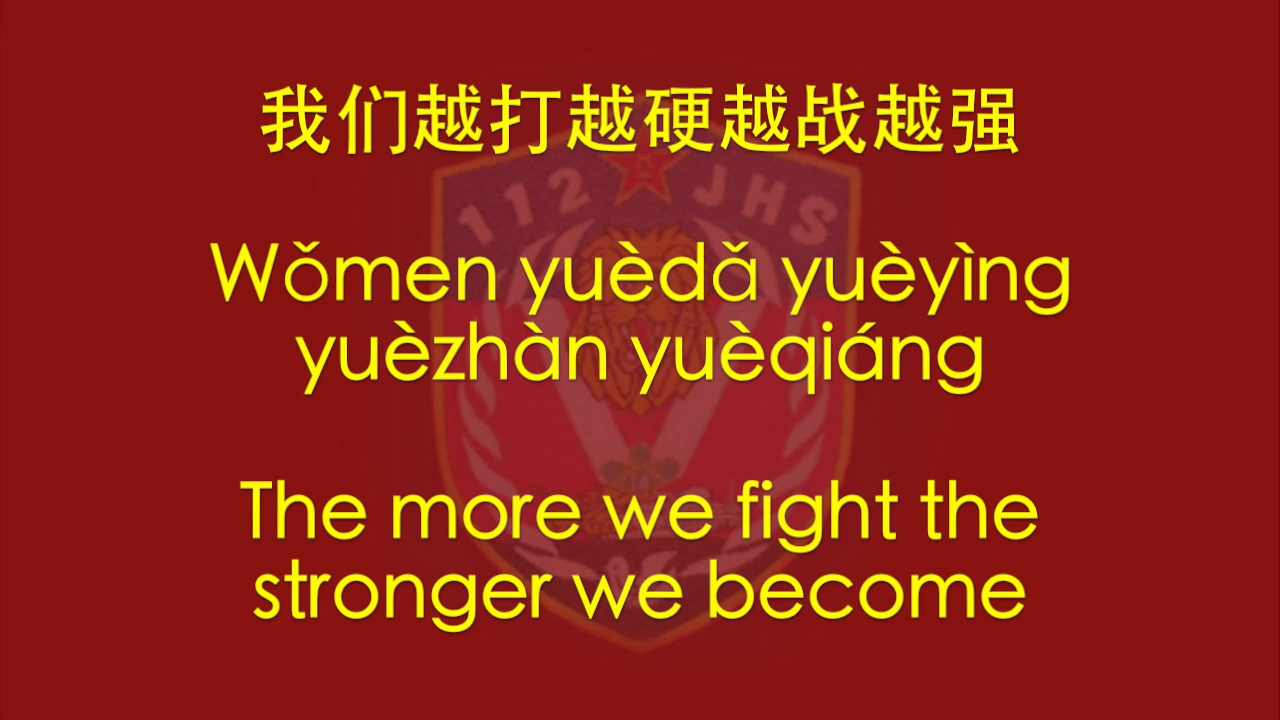 我们越打越硬越战越强
112 JHS
Wǒmen yuèdǎ yuèyìng
yuèzhàn yuèqiáng
The more we fight the
stronger we become